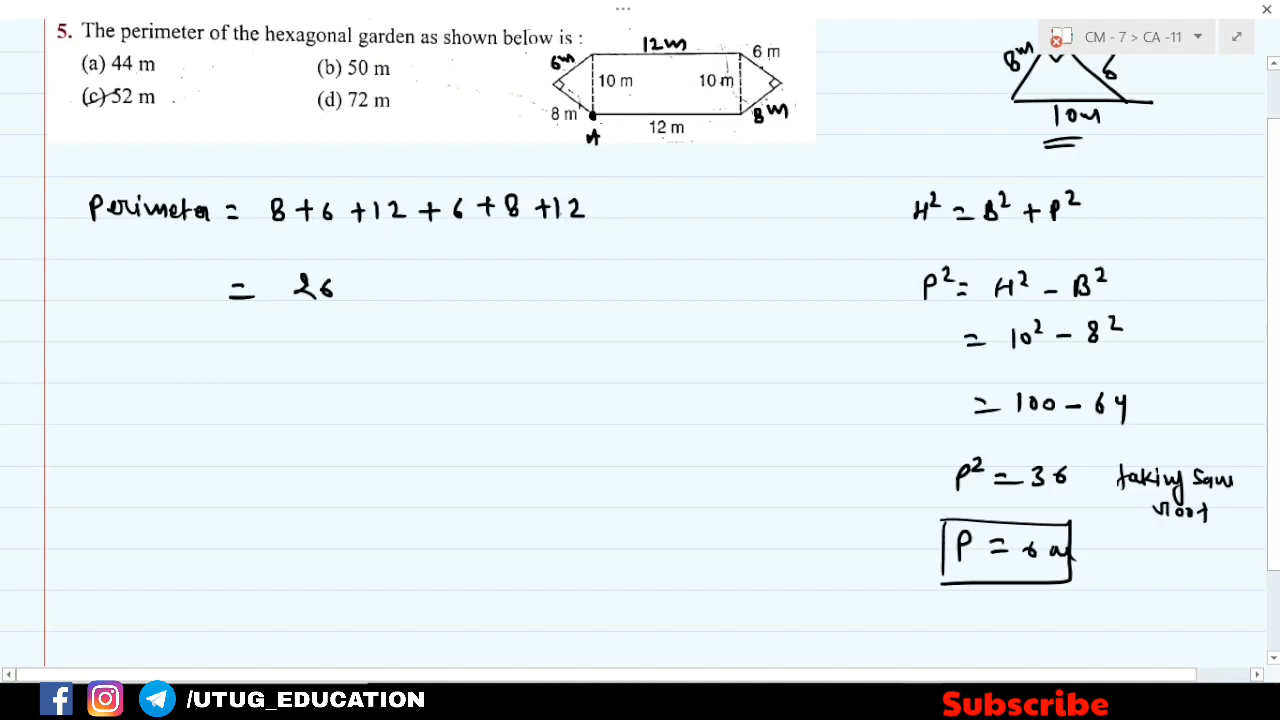 CM - 7 > CA -11
5. The perimeter of the hexagonal garden as shown below is :
(a) 44 m (b) 50 m
(c) 52 m (d) 72 m
12m
6m 6 m
10 m 10 m
8 m 8m
A 12 m
8m 6
10m
Perimeter = 8 + 6 + 12 + 6 + 8 + 12
= 26
H² = B² + P²
P² = H² - B²
= 10² - 8²
= 100 - 64
P² = 36 taking
root
P = 6 m
/UTUG_EDUCATION
Subscribe